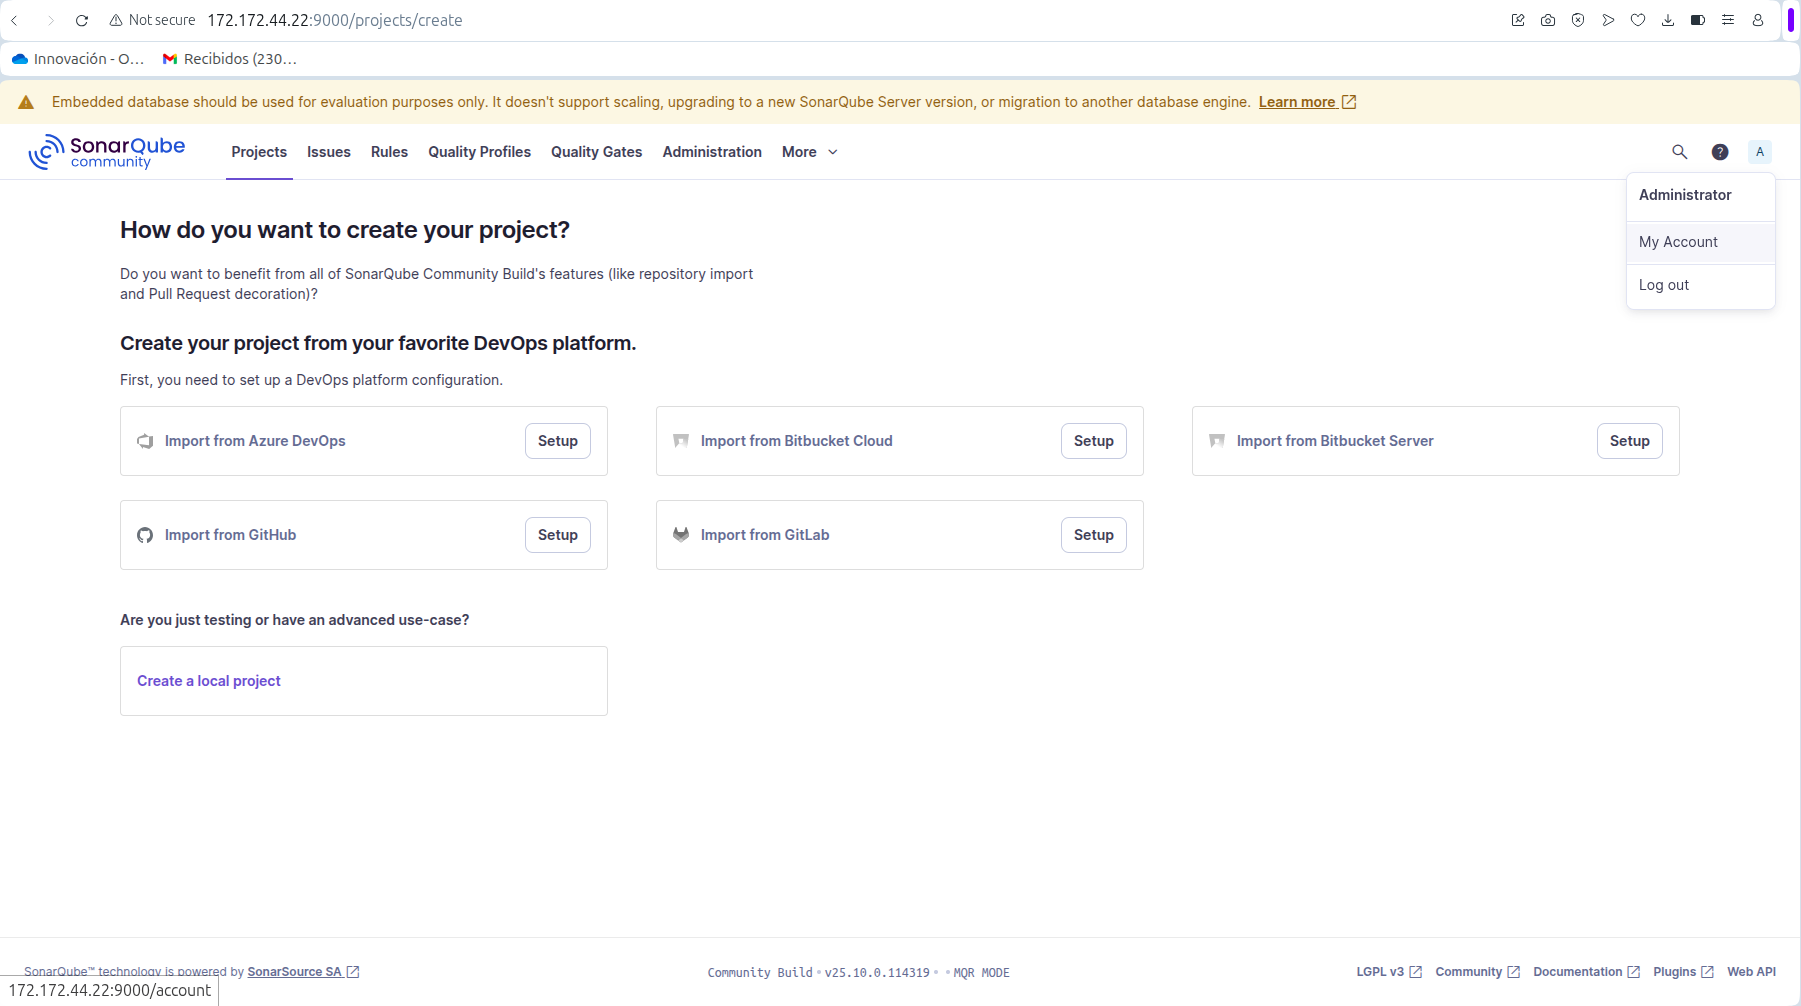 Not secure 172.172.44.22:9000/projects/create
Innovación - O... Recibidos (230...
Embedded database should be used for evaluation purposes only. It doesn't support scaling, upgrading to a new SonarQube Server version, or migration to another database engine. Learn more
SonarQube community
Projects Issues Rules Quality Profiles Quality Gates Administration More ? A
Administrator
My Account
Log out
How do you want to create your project?
Do you want to benefit from all of SonarQube Community Build's features (like repository import
and Pull Request decoration)?
Create your project from your favorite DevOps platform.
First, you need to set up a DevOps platform configuration.
Import from Azure DevOps Setup
Import from Bitbucket Cloud Setup
Import from Bitbucket Server Setup
Import from GitHub Setup
Import from GitLab Setup
Are you just testing or have an advanced use-case?
Create a local project
SonarQube™ technology is powered by SonarSource SA
Community Build • v25.10.0.114319 • • MQR MODE
LGPL v3 Community Documentation Plugins Web API
172.172.44.22:9000/account